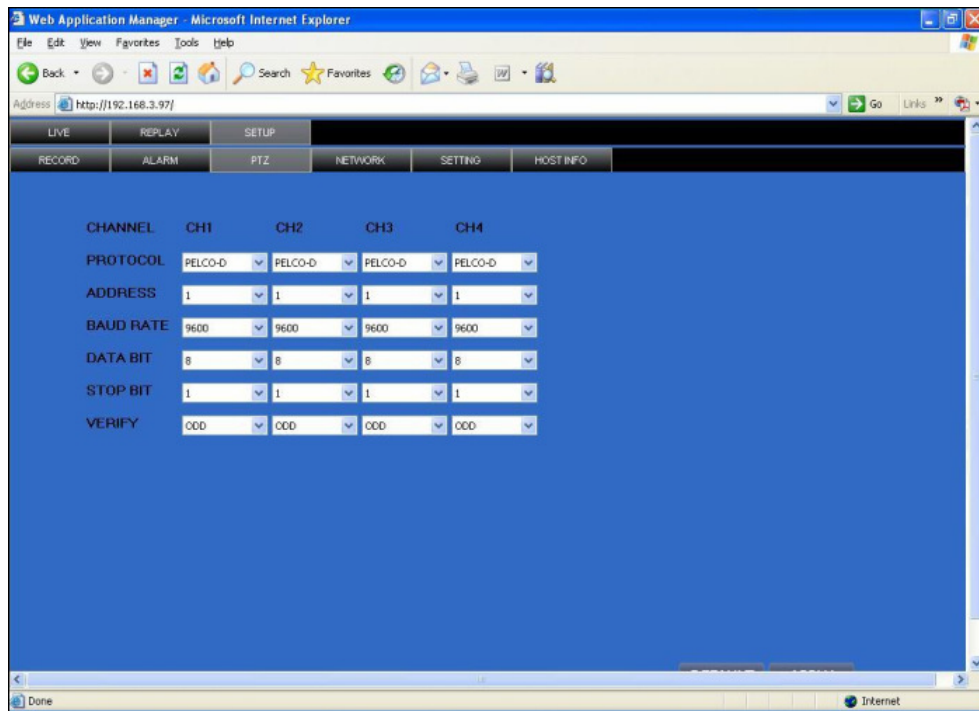 Web Application Manager - Microsoft Internet Explorer
File Edit View Favorites Tools Help
Back Search Favorites
Address http://192.168.3.97/ Go Links »
LIVE REPLAY SETUP
RECORD ALARM PTZ NETWORK SETTING HOST INFO
CHANNEL CH1 CH2 CH3 CH4
PROTOCOL PELCO-D PELCO-D PELCO-D PELCO-D
ADDRESS 1 1 1 1
BAUD RATE 9600 9600 9600 9600
DATA BIT 8 8 8 8
STOP BIT 1 1 1 1
VERIFY ODD ODD ODD ODD
Done Internet